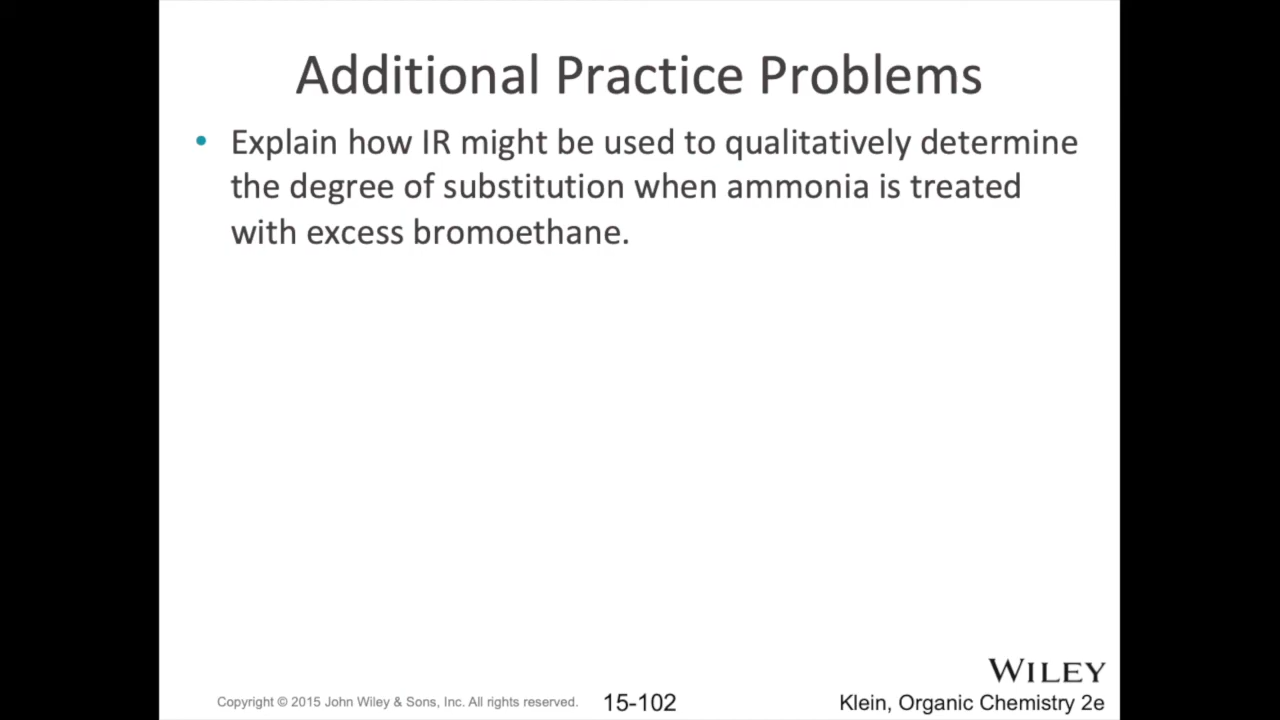 Additional Practice Problems
• Explain how IR might be used to qualitatively determine
the degree of substitution when ammonia is treated
with excess bromoethane.
WILEY
Copyright © 2015 John Wiley & Sons, Inc. All rights reserved.
15-102
Klein, Organic Chemistry 2e